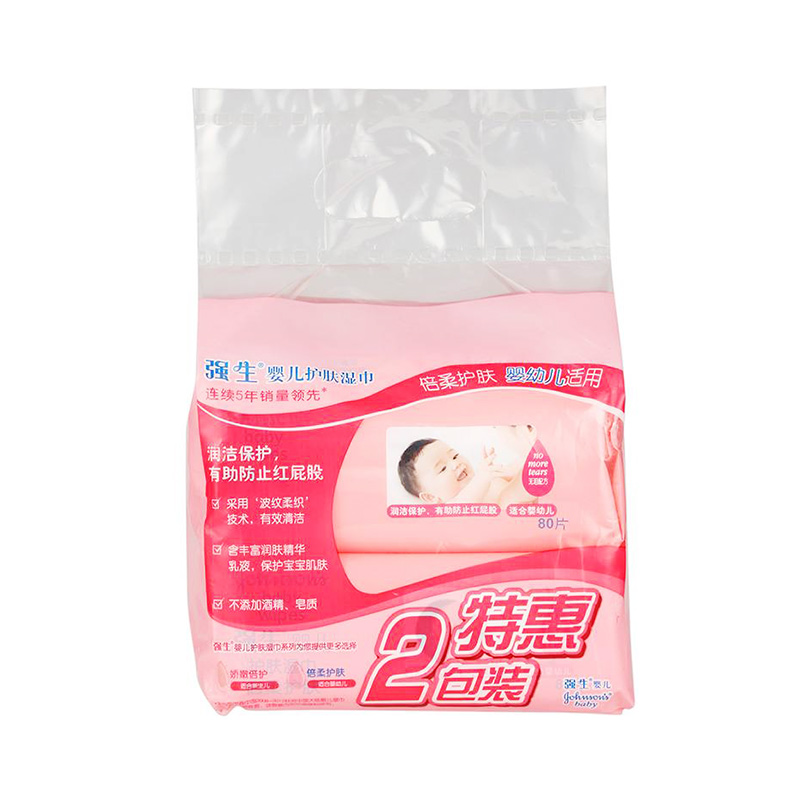 强生®婴儿护肤湿巾
连续5年销量领先*
倍柔护肤 婴幼儿适用
润洁保护，
有助防止红屁股
采用‘波纹柔织’
技术，有效清洁
含丰富润肤精华
乳液，保护宝宝肌肤
不添加酒精、皂质
no
more
tears
润洁保护，有助防止红屁股
适合婴幼儿
80片
强生®婴儿护肤湿巾系列为您提供更多选择
娇嫩倍护
适合新生儿
倍柔护肤
适合婴幼儿
2
特惠
包装
强生®婴儿
Johnson's
baby